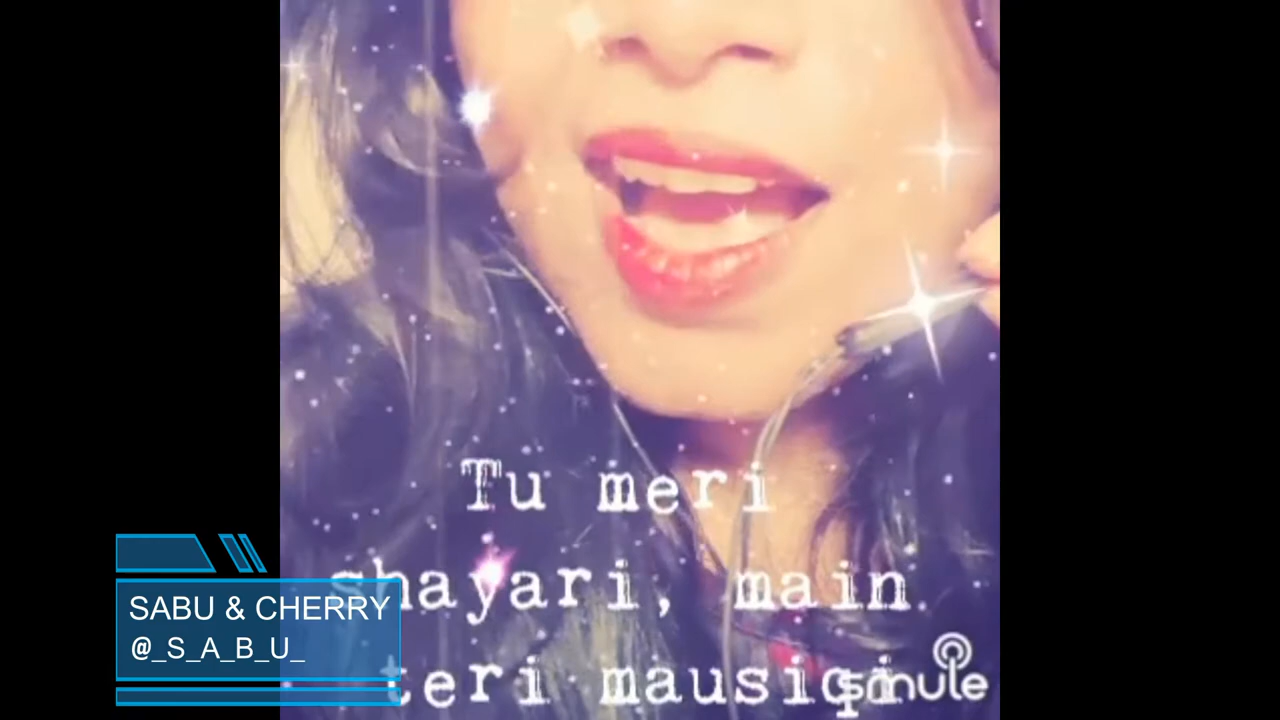 Tu meri
shayari, main
teri mausiqi
smule
SABU & CHERRY
@_S_A_B_U_